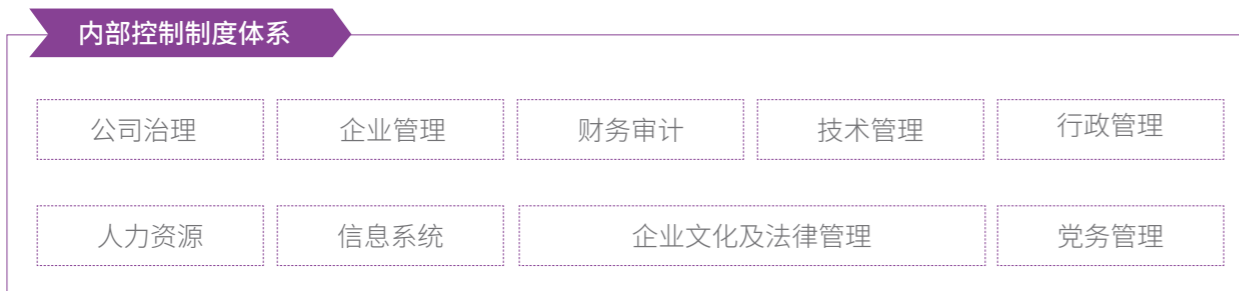 内部控制制度体系
公司治理 企业管理 财务审计 技术管理 行政管理
人力资源 信息系统 企业文化及法律管理 党务管理